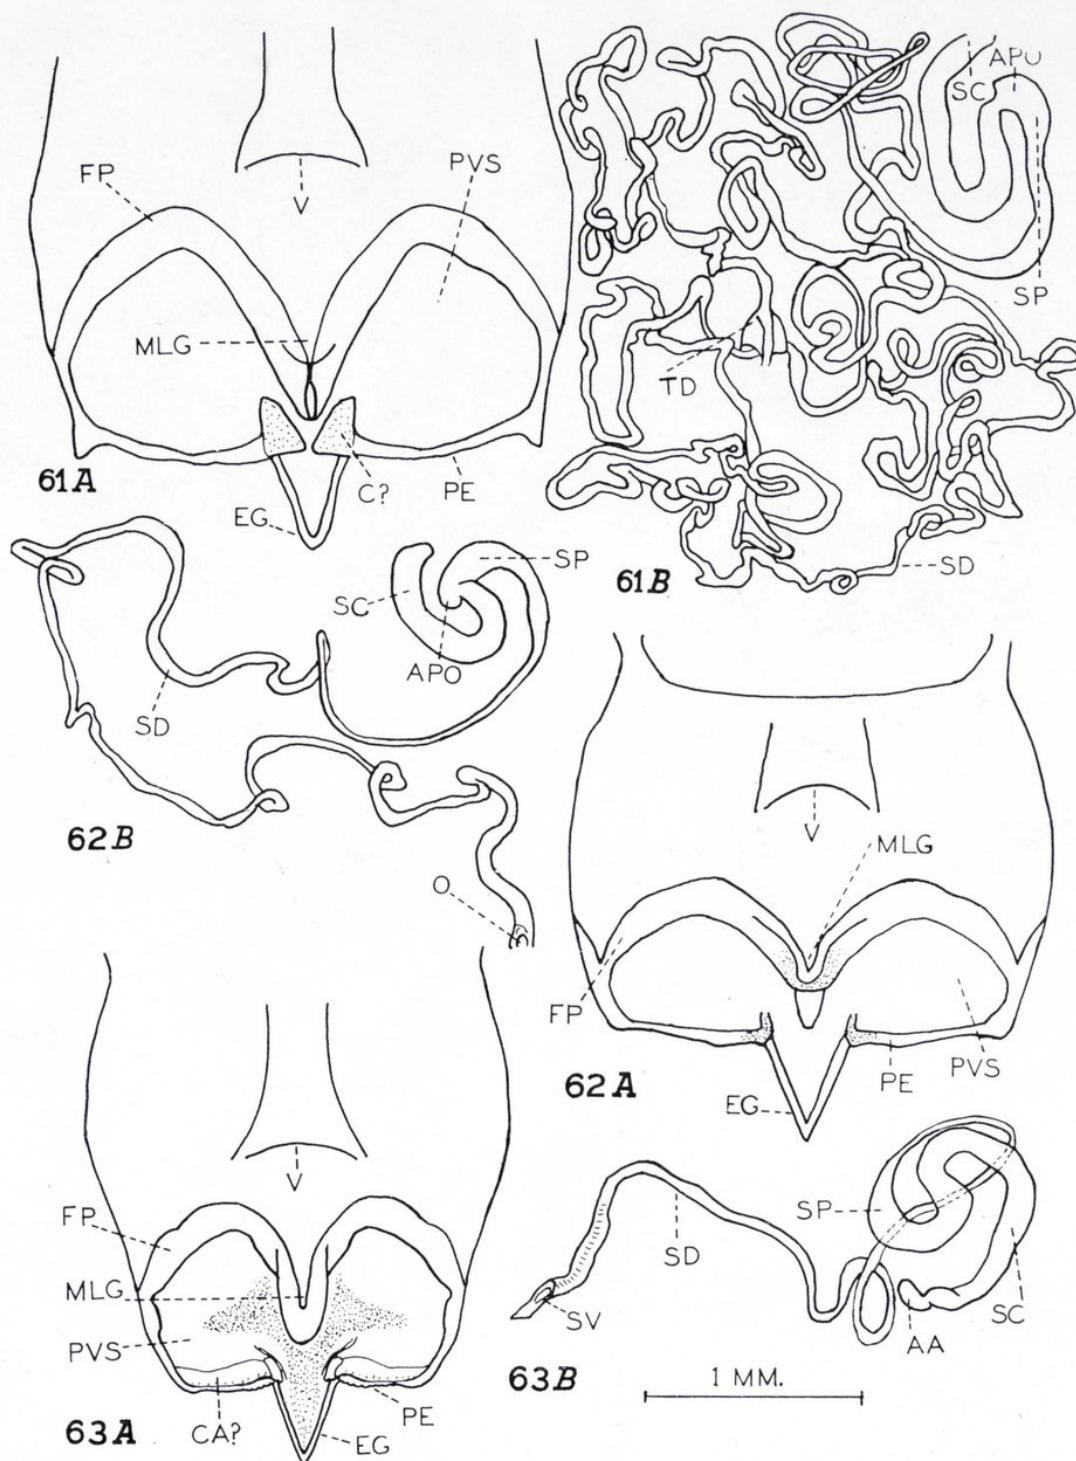 SC
APO
FP
PVS
MLG
SP
TD
61A
C?
PE
EG
SP
SC
61B
SD
APO
SD
62B
MLG
O
FP
62A
PE
PVS
EG
FP
SP
SD
MLG
SV
SC
AA
PVS
63B
1 MM.
PE
63A
CA?
EG